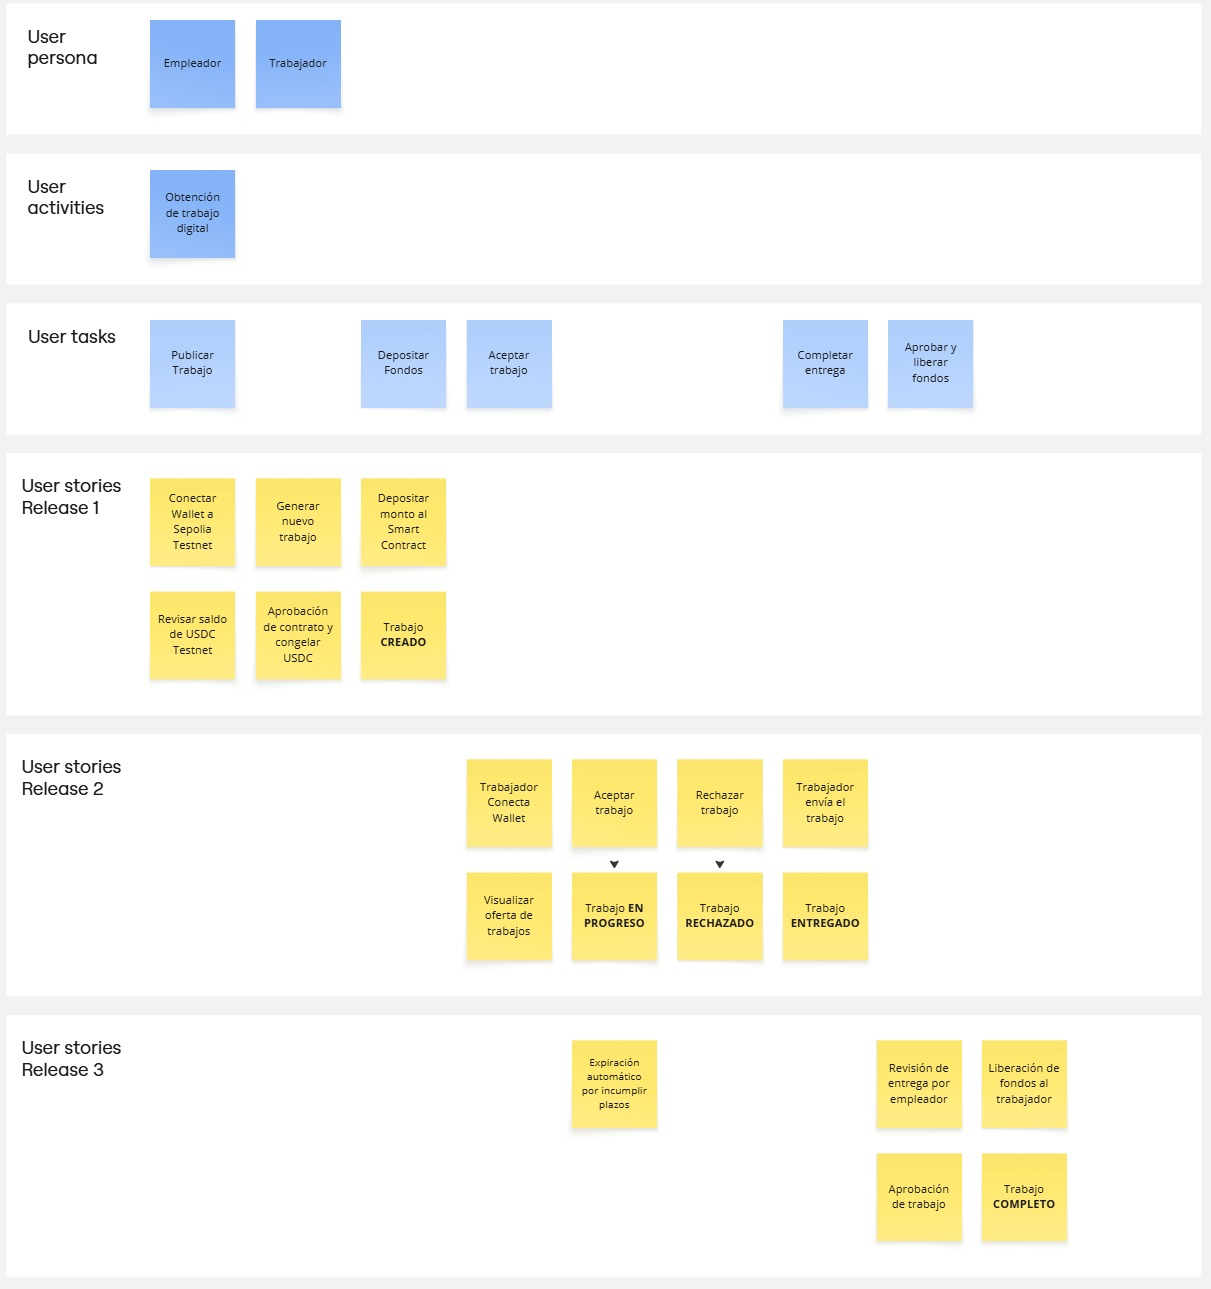 User
persona
Empleador
Trabajador
User
activities
Obtención
de trabajo
digital
User tasks
Publicar
Trabajo
Depositar
Fondos
Aceptar
trabajo
Completar
entrega
Aprobar y
liberar
fondos
User stories
Release 1
Conectar
Wallet a
Sepolia
Testnet
Generar
nuevo
trabajo
Depositar
monto al
Smart
Contract
Revisar saldo
de USDC
Testnet
Aprobación
de contrato y
congelar
USDC
Trabajo
CREADO
User stories
Release 2
Trabajador
Conecta
Wallet
Aceptar
trabajo
Rechazar
trabajo
Trabajador
envía el
trabajo
Visualizar
oferta de
trabajos
Trabajo EN
PROGRESO
Trabajo
RECHAZADO
Trabajo
ENTREGADO
User stories
Release 3
Expiración
automático
por incumplir
plazos
Revisión de
entrega por
empleador
Liberación de
fondos al
trabajador
Aprobación
de trabajo
Trabajo
COMPLETO